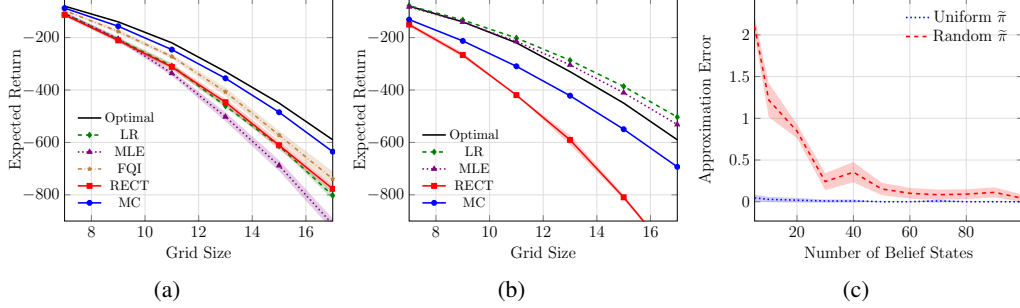 Expected Return
−200
−400
−600
−800
Optimal
LR
MLE
FQI
RECT
MC
8 10 12 14 16
Grid Size
(a)
Expected Return
−200
−400
−600
−800
Optimal
LR
MLE
RECT
MC
8 10 12 14 16
Grid Size
(b)
Approximation Error
2
1.5
1
0.5
0
Uniform π̃
Random π̃
20 40 60 80
Number of Belief States
(c)